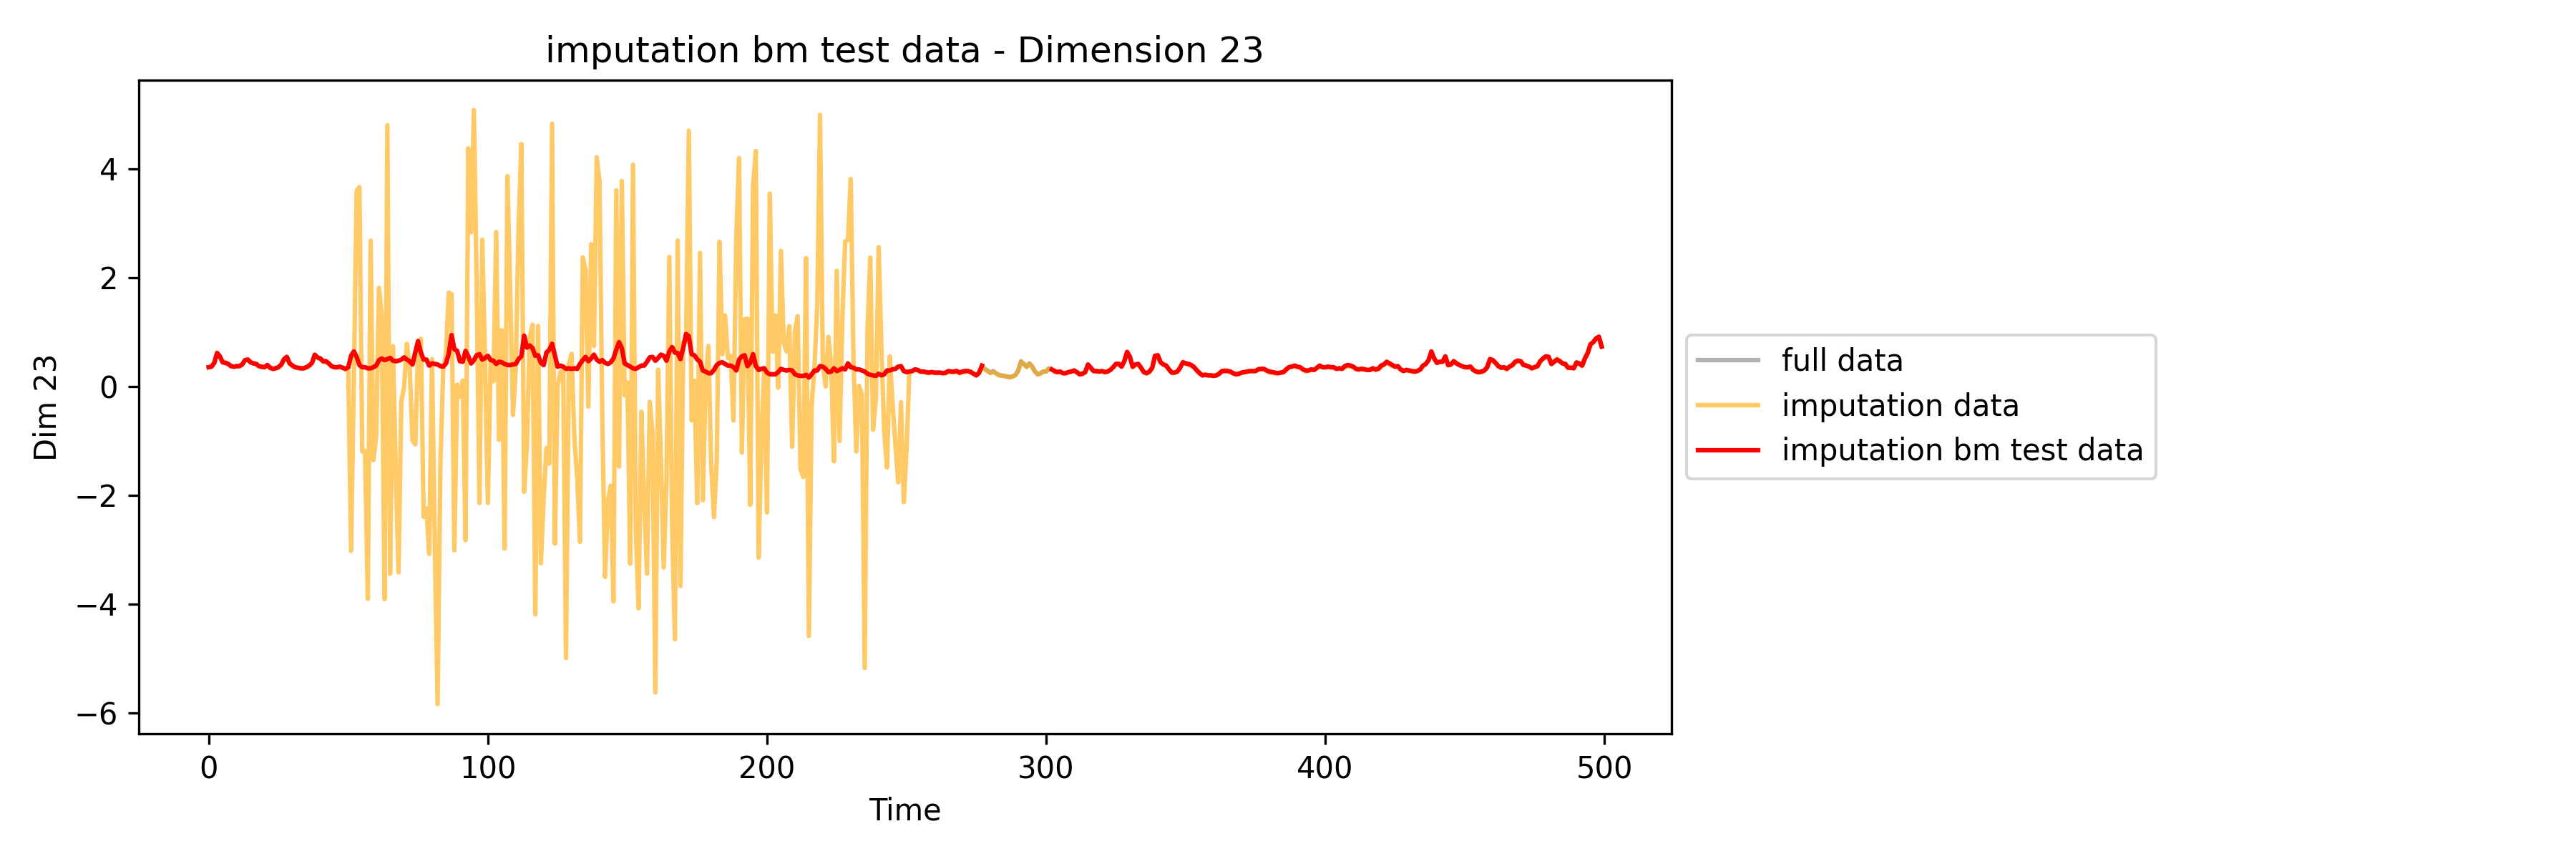 imputation bm test data - Dimension 23
Dim 23
4
2
0
−2
−4
−6
0 100 200 300 400 500
Time
full data
imputation data
imputation bm test data